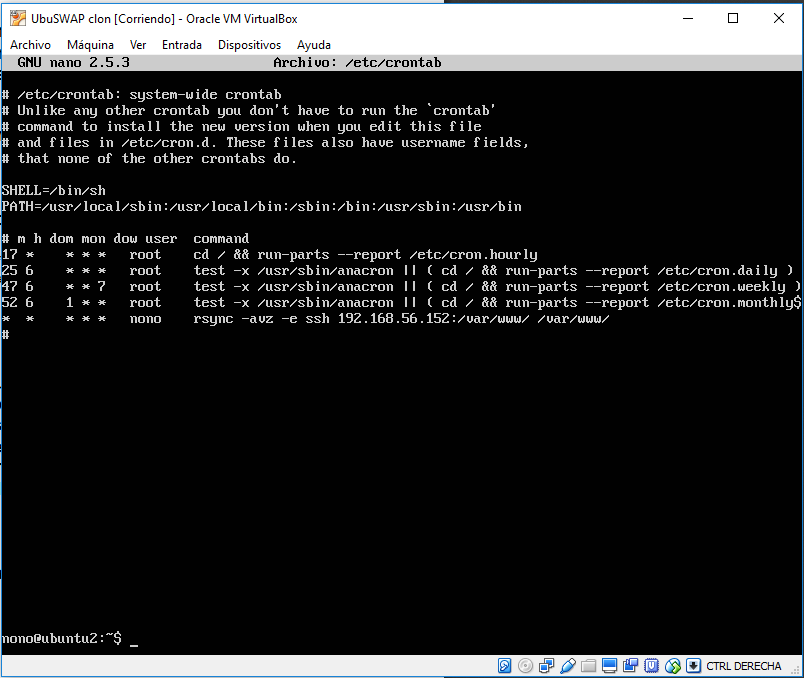 UbuSWAP clon [Corriendo] - Oracle VM VirtualBox
Archivo Máquina Ver Entrada Dispositivos Ayuda
GNU nano 2.5.3 Archivo: /etc/crontab
# /etc/crontab: system-wide crontab
# Unlike any other crontab you don't have to run the `crontab'
# command to install the new version when you edit this file
# and files in /etc/cron.d. These files also have username fields,
# that none of the other crontabs do.
SHELL=/bin/sh
PATH=/usr/local/sbin:/usr/local/bin:/sbin:/bin:/usr/sbin:/usr/bin
# m h dom mon dow user command
17 * * * * root cd / && run-parts --report /etc/cron.hourly
25 6 * * * root test -x /usr/sbin/anacron || ( cd / && run-parts --report /etc/cron.daily )
47 6 * * 7 root test -x /usr/sbin/anacron || ( cd / && run-parts --report /etc/cron.weekly )
52 6 1 * * root test -x /usr/sbin/anacron || ( cd / && run-parts --report /etc/cron.monthly$
* * * * * nono rsync -avz -e ssh 192.168.56.152:/var/www/ /var/www/
#
nono@ubuntu2:~$ _
CTRL DERECHA